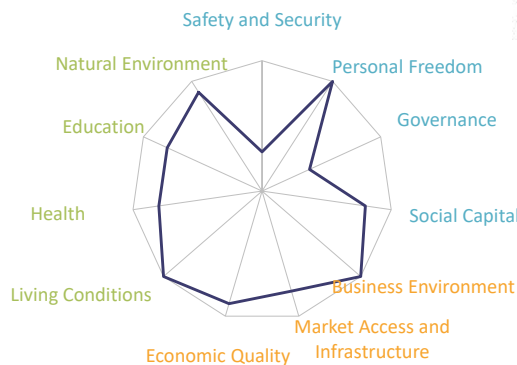 Safety and Security
Natural Environment
Personal Freedom
Education
Governance
Health
Social Capital
Living Conditions
Business Environment
Market Access and
Infrastructure
Economic Quality